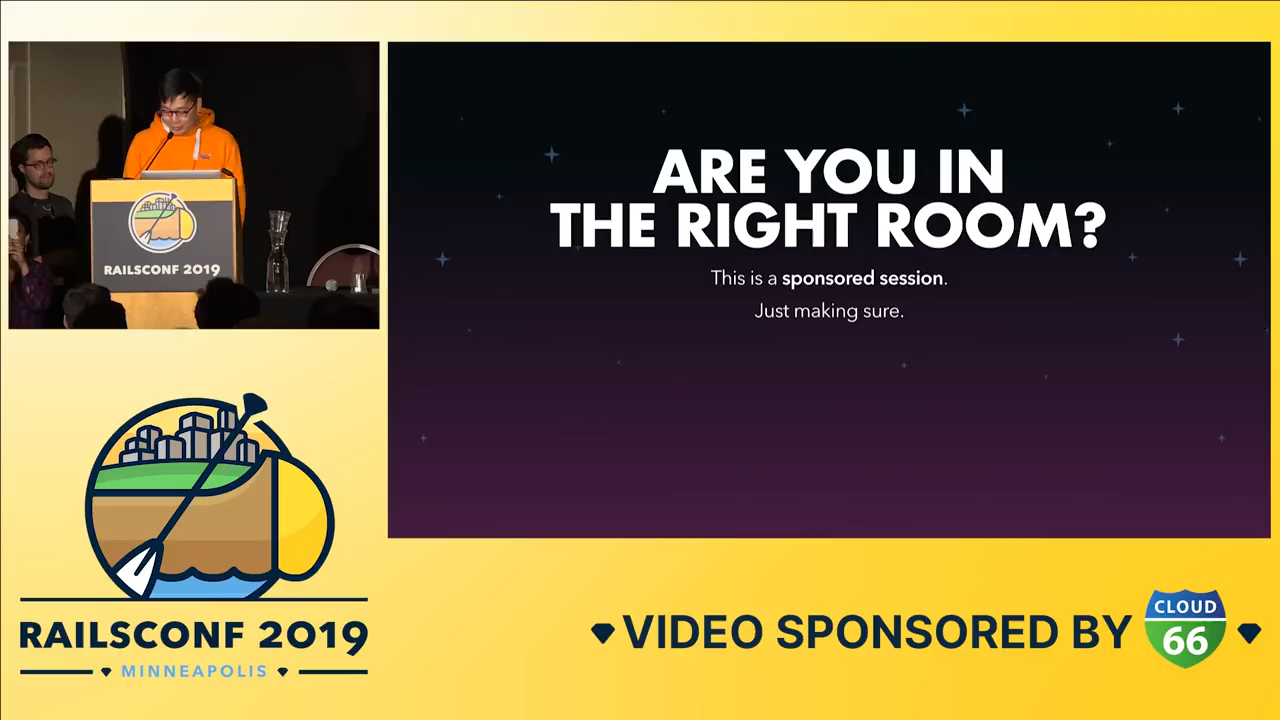 RAILSCONF 2019
ARE YOU IN
THE RIGHT ROOM?
This is a sponsored session.
Just making sure.
RAILSCONF 2019
MINNEAPOLIS
VIDEO SPONSORED BY
CLOUD
66